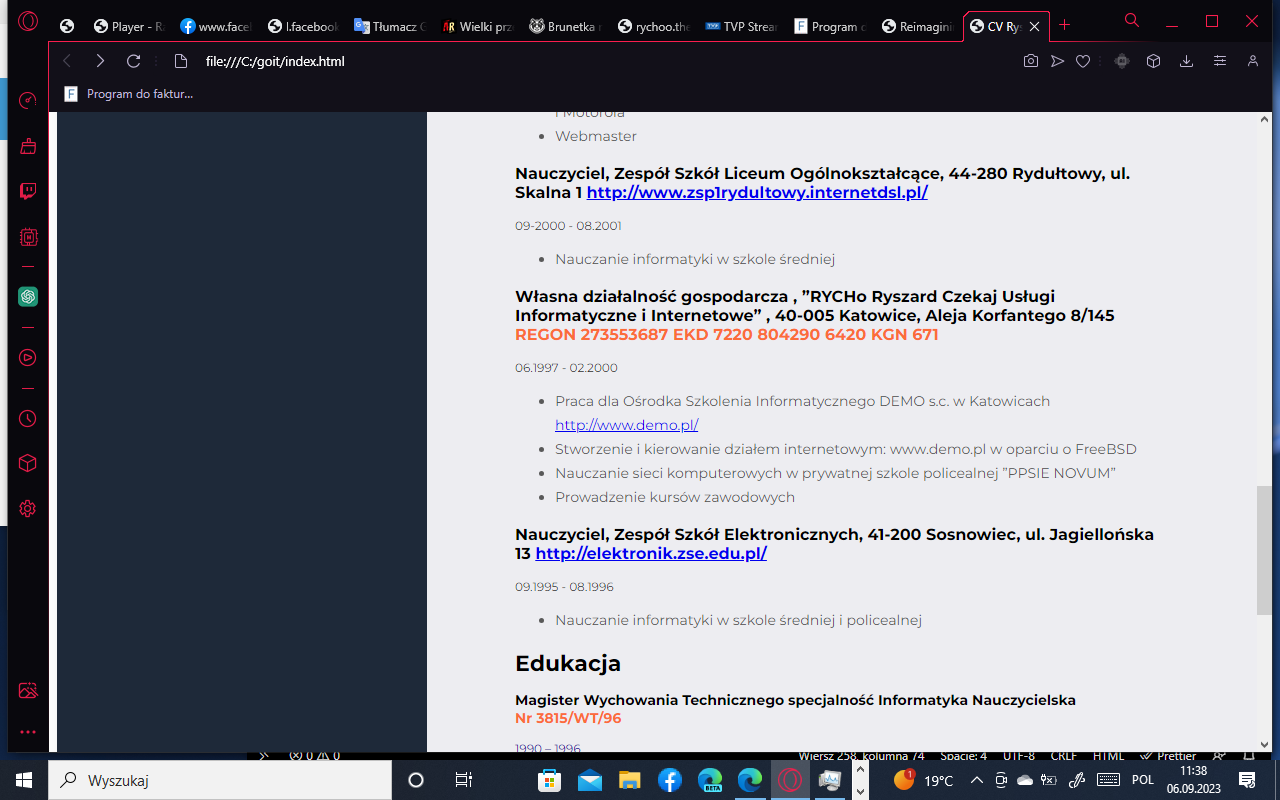 Player - R
www.face
l.facebook
Tłumacz G
Wielki prz
Brunetka
rychoo.the
TVP Strea
Program d
Reimagini
CV Rys
file:///C:/goit/index.html
Program do faktur...
i Motorola
Webmaster
Nauczyciel, Zespół Szkół Liceum Ogólnokształcące, 44-280 Rydułtowy, ul.
Skalna 1 http://www.zsp1rydultowy.internetdsl.pl/
09-2000 - 08.2001
Nauczanie informatyki w szkole średniej
Własna działalność gospodarcza , ”RYCHo Ryszard Czekaj Usługi
Informatyczne i Internetowe” , 40-005 Katowice, Aleja Korfantego 8/145
REGON 273553687 EKD 7220 804290 6420 KGN 671
06.1997 - 02.2000
Praca dla Ośrodka Szkolenia Informatycznego DEMO s.c. w Katowicach
http://www.demo.pl/
Stworzenie i kierowanie działem internetowym: www.demo.pl w oparciu o FreeBSD
Nauczanie sieci komputerowych w prywatnej szkole policealnej ”PPSIE NOVUM”
Prowadzenie kursów zawodowych
Nauczyciel, Zespół Szkół Elektronicznych, 41-200 Sosnowiec, ul. Jagiellońska
13 http://elektronik.zse.edu.pl/
09.1995 - 08.1996
Nauczanie informatyki w szkole średniej i policealnej
Edukacja
Magister Wychowania Technicznego specjalność Informatyka Nauczycielska
Nr 3815/WT/96
1990 – 1996
0 0 Wiersz 258, kolumna 74 Spacje: 4 UTF-8 CRLF HTML Prettier
Wyszukaj
BETA
1
19°C
POL
11:38
06.09.2023